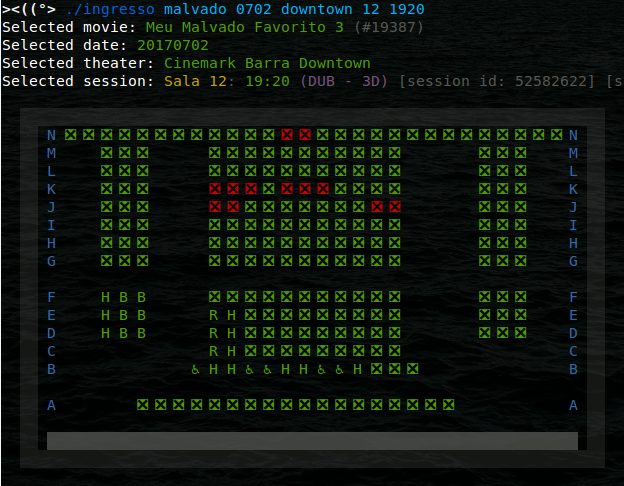 ><((°> ./ingresso malvado 0702 downtown 12 1920
Selected movie: Meu Malvado Favorito 3 (#19387)
Selected date: 20170702
Selected theater: Cinemark Barra Downtown
Selected session: Sala 12: 19:20 (DUB - 3D) [session id: 52582622] [s
N N
M M
L L
K K
J J
I I
H H
G G
F H B B F
E H B B R H E
D H B B R H D
C R H C
B ♿ H H ♿ ♿ H H ♿ ♿ H B
A A